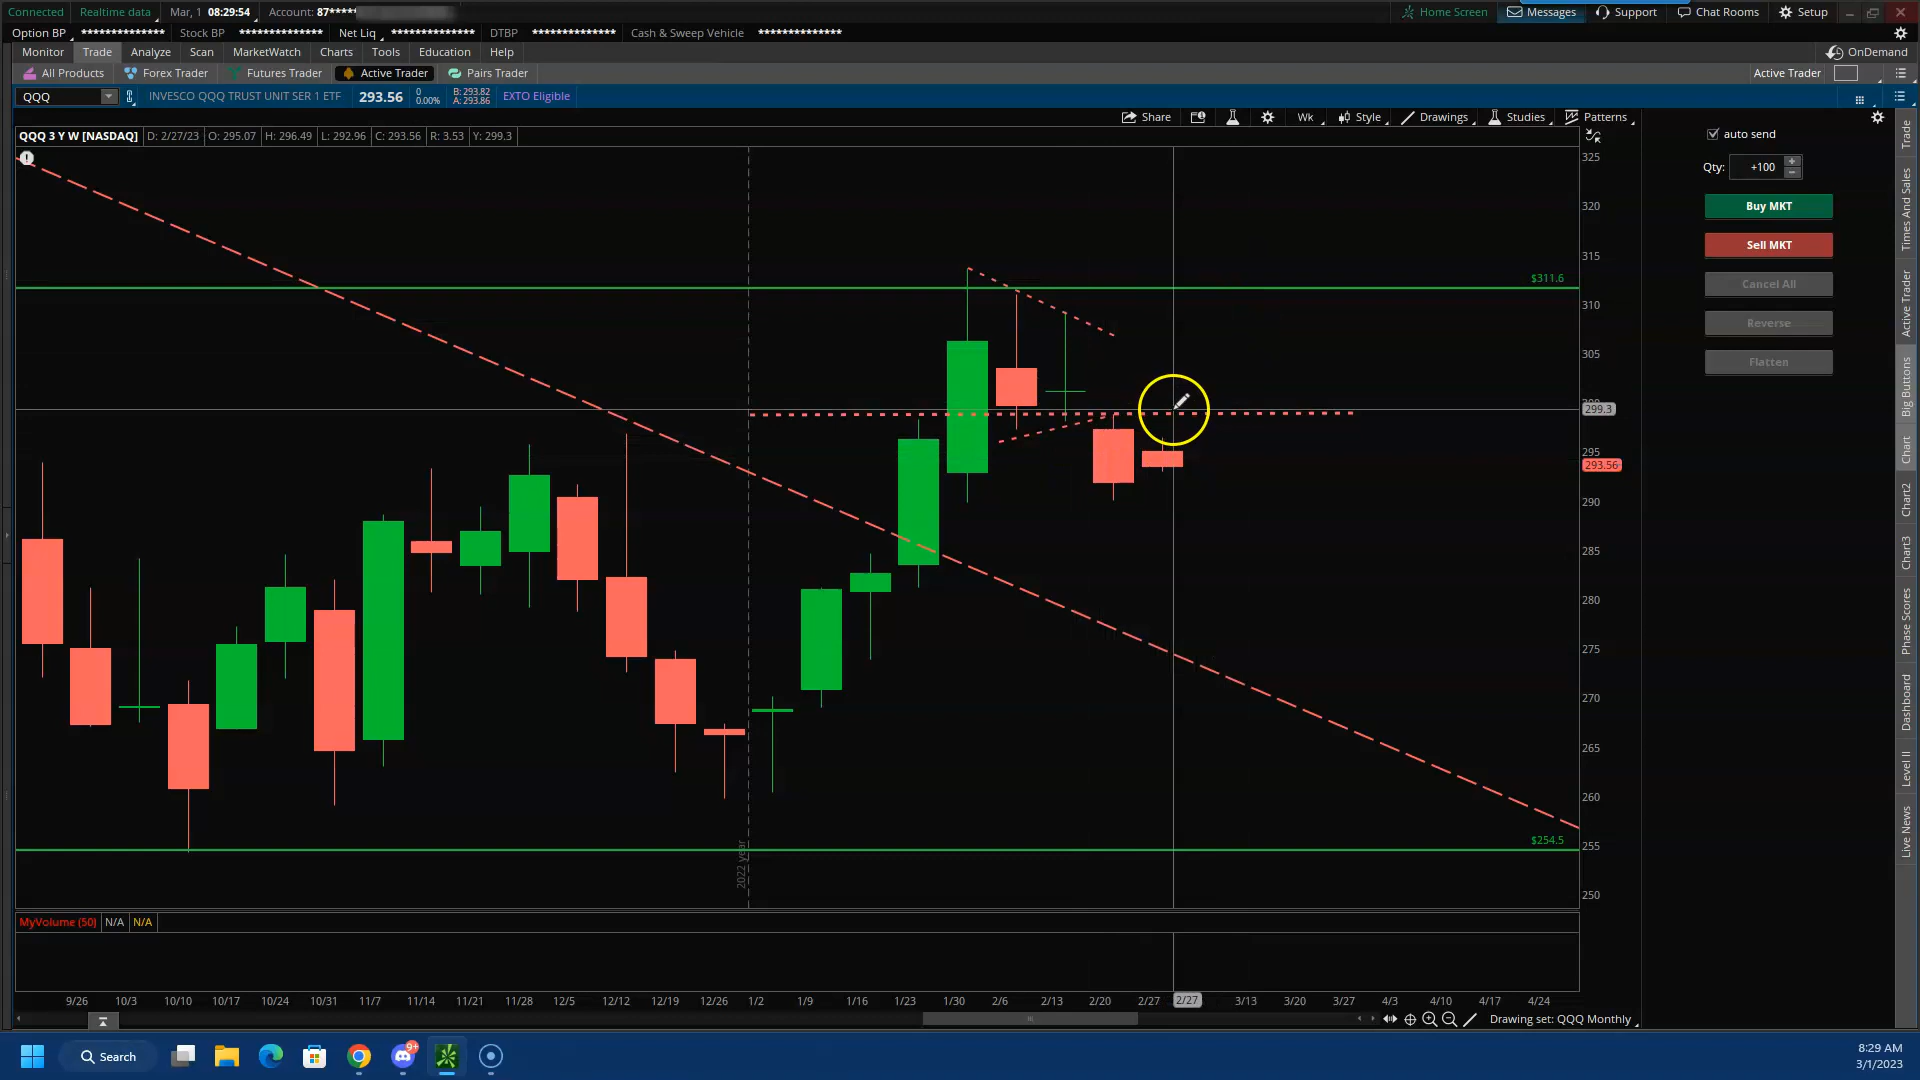 Connected Realtime data Mar, 1 08:29:54 Account: 87***** Home Screen Messages Support Chat Rooms Setup
Option BP ************** Stock BP ************** Net Liq ************** DTBP ************** Cash & Sweep Vehicle **************
Monitor Trade Analyze Scan MarketWatch Charts Tools Education Help OnDemand
All Products Forex Trader Futures Trader Active Trader Pairs Trader Active Trader
QQQ INVESCO QQQ TRUST UNIT SER 1 ETF 293.56 0 0.00% B: 293.82 A: 293.86 EXTO Eligible
Share Wk Style Drawings Studies Patterns
QQQ 3 Y W [NASDAQ] D: 2/27/23 O: 295.07 H: 296.49 L: 292.96 C: 293.56 R: 3.53 Y: 299.3
auto send
Qty: +100
Buy MKT
Sell MKT
Cancel All
Reverse
Flatten
325
320
315
$311.6
310
305
299.3
295
293.56
290
285
280
275
270
265
260
$254.5
255
250
2022 year
MyVolume (50) N/A N/A
9/26 10/3 10/10 10/17 10/24 10/31 11/7 11/14 11/21 11/28 12/5 12/12 12/19 12/26 1/2 1/9 1/16 1/23 1/30 2/6 2/13 2/20 2/27 2/27 3/13 3/20 3/27 4/3 4/10 4/17 4/24
Drawing set: QQQ Monthly
Trade
Times And Sales
Active Trader
Big Buttons
Chart
Chart2
Chart3
Phase Scores
Dashboard
Level II
Live News
Search 9+
8:29 AM
3/1/2023